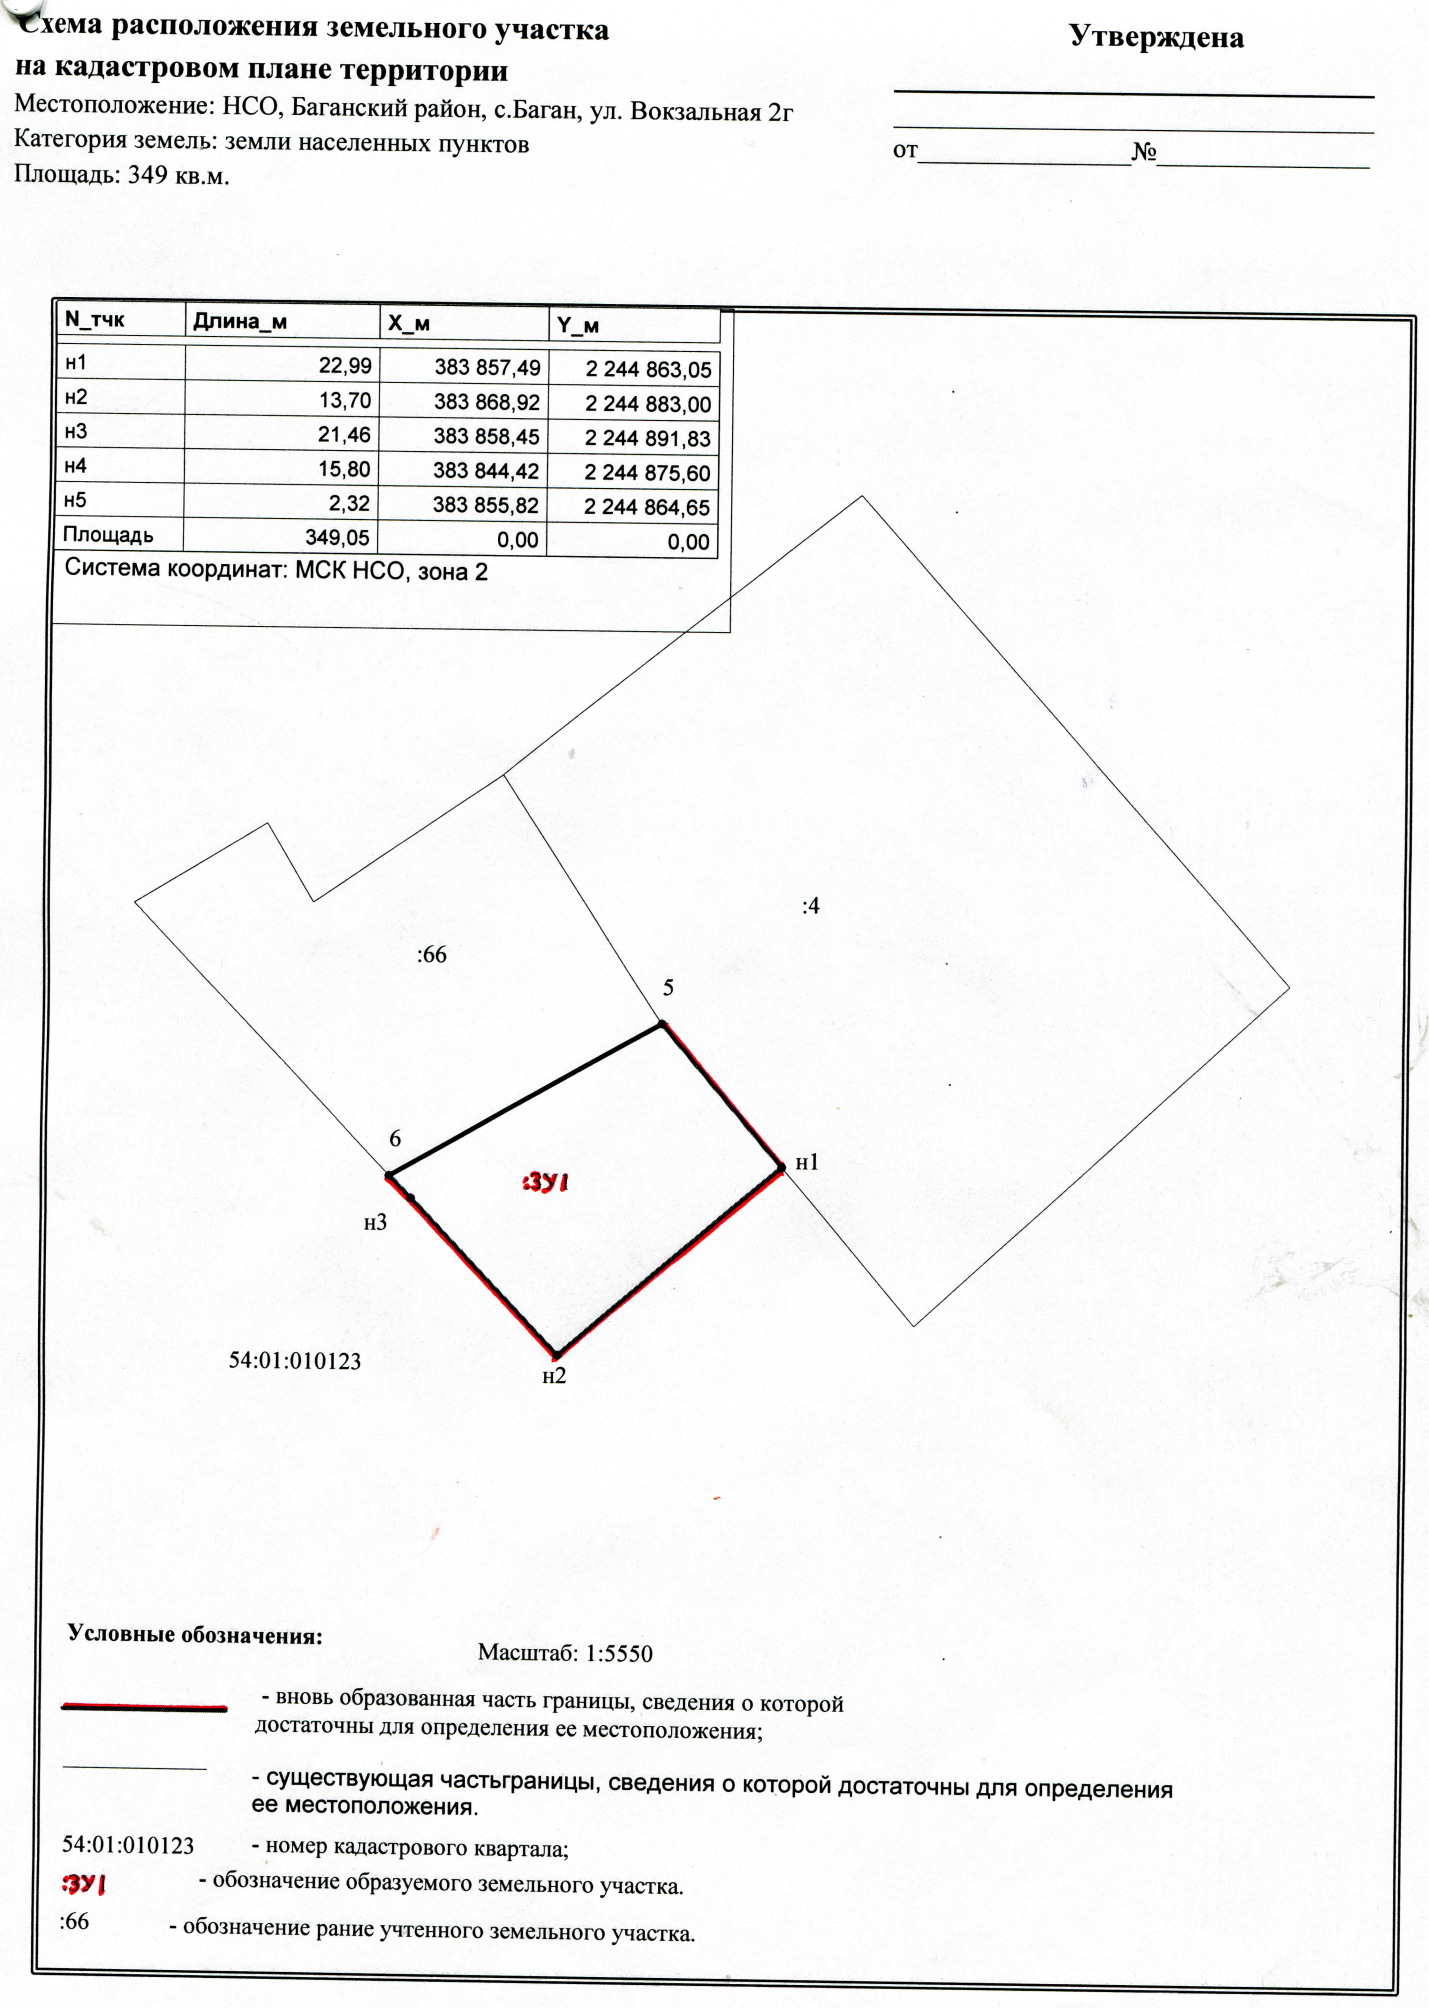 Схема расположения земельного участка
на кадастровом плане территории
Местоположение: НСО, Баганский район, с.Баган, ул. Вокзальная 2г
Категория земель: земли населенных пунктов
Площадь: 349 кв.м.
Утверждена
от №
N_тчк Длина_м X_м Y_м
н1 22,99 383 857,49 2 244 863,05
н2 13,70 383 868,92 2 244 883,00
н3 21,46 383 858,45 2 244 891,83
н4 15,80 383 844,42 2 244 875,60
н5 2,32 383 855,82 2 244 864,65
Площадь 349,05 0,00 0,00
Система координат: МСК НСО, зона 2
:4
:66
5
6
н1
:ЗУ1
н3
54:01:010123
н2
Условные обозначения:
Масштаб: 1:5550
- вновь образованная часть границы, сведения о которой
достаточны для определения ее местоположения;
- существующая частьграницы, сведения о которой достаточны для определения
ее местоположения.
54:01:010123 - номер кадастрового квартала;
:ЗУ1 - обозначение образуемого земельного участка.
:66 - обозначение рание учтенного земельного участка.